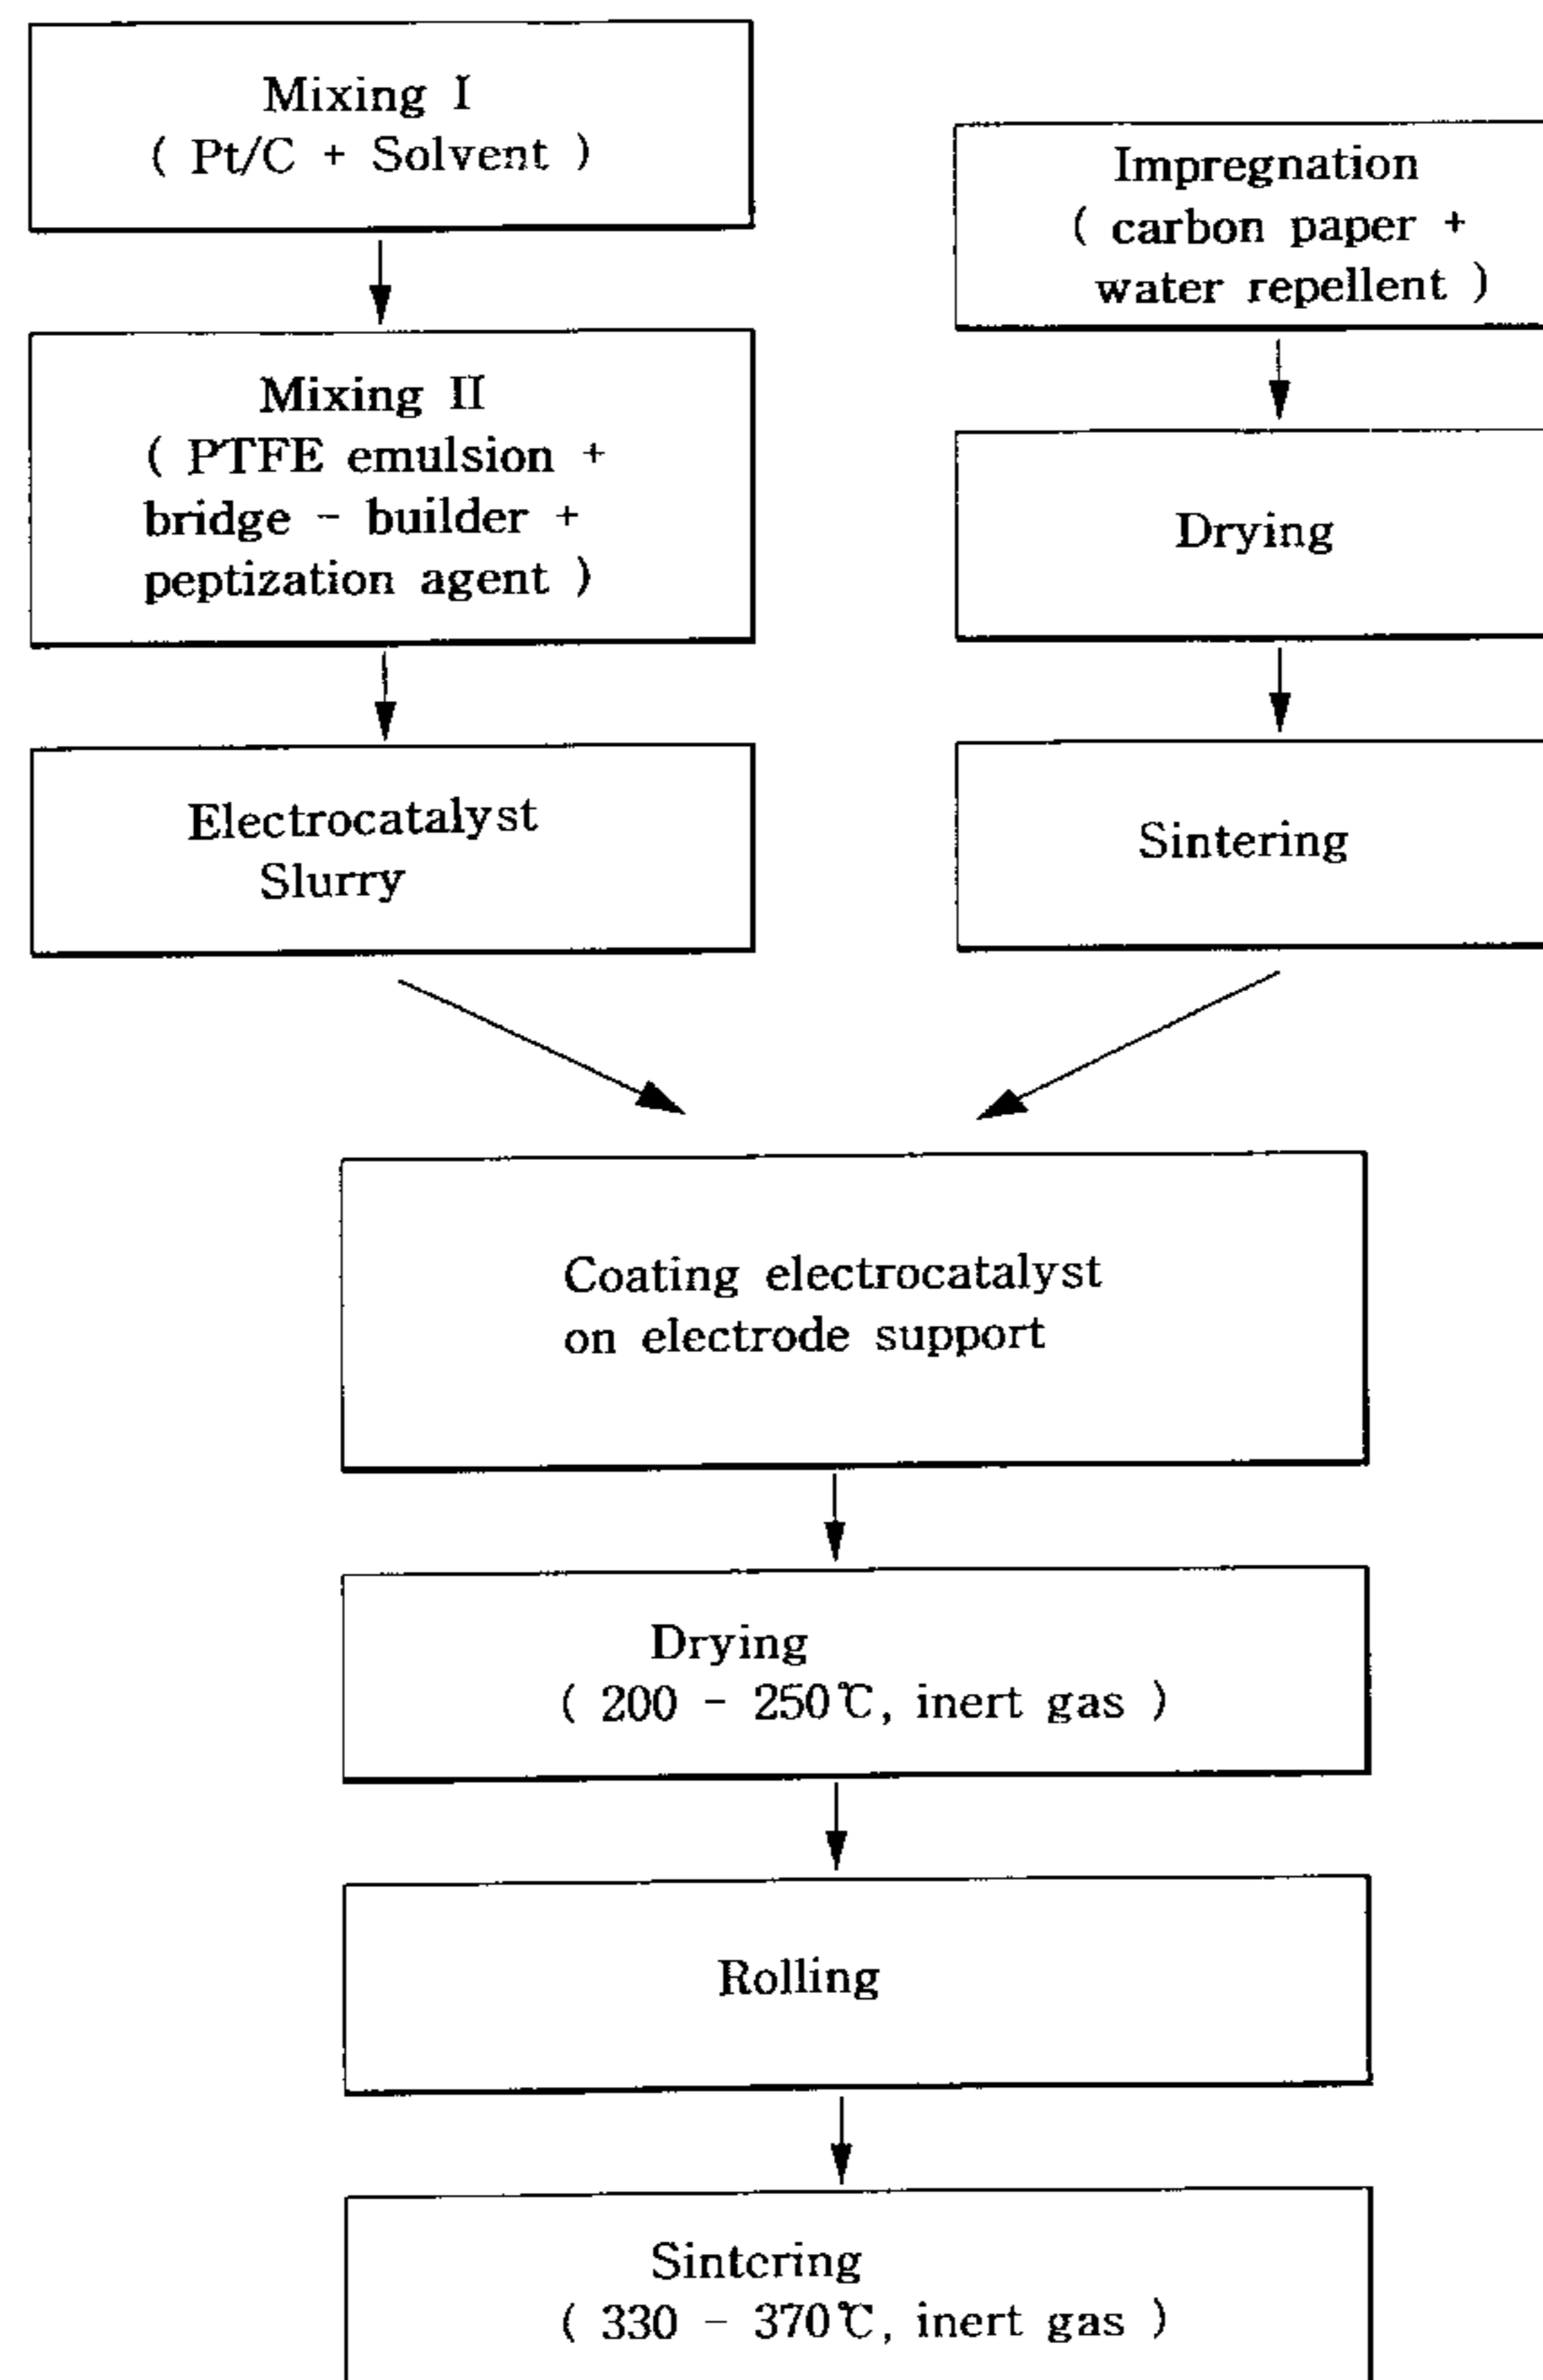 Mixing I
( Pt/C + Solvent )
Mixing II
( PTFE emulsion +
bridge - builder +
peptization agent )
Electrocatalyst
Slurry
Impregnation
( carbon paper +
water repellent )
Drying
Sintering
Coating electrocatalyst
on electrode support
Drying
( 200 - 250℃, inert gas )
Rolling
Sintering
( 330 - 370℃, inert gas )